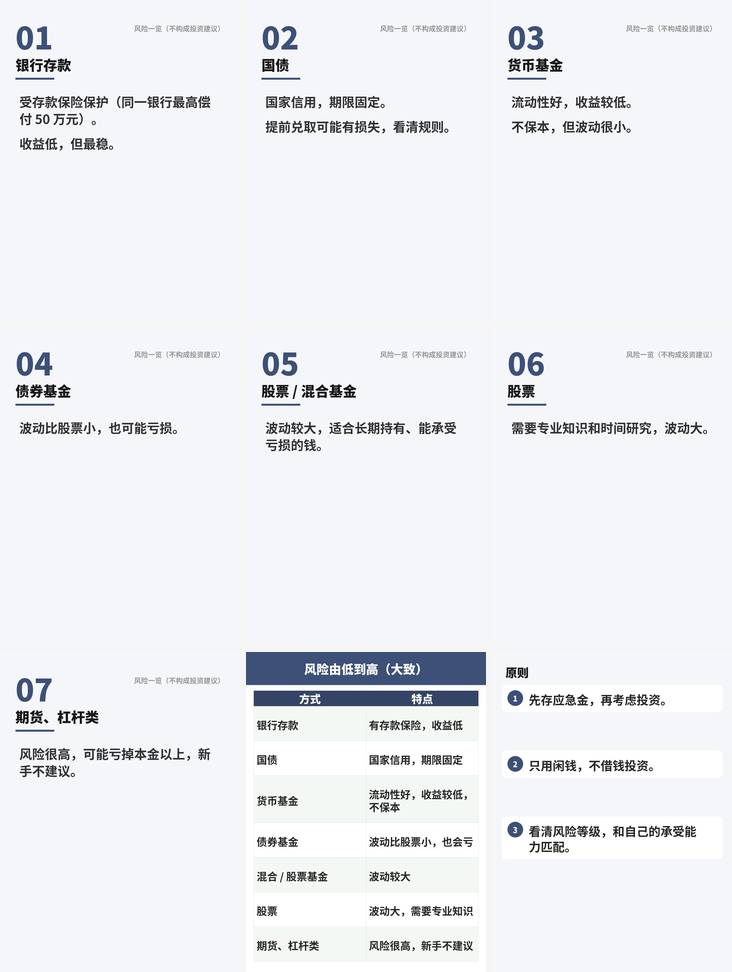 01
风险一览（不构成投资建议）
银行存款
受存款保险保护（同一银行最高偿
付 50 万元）。
收益低，但最稳。
02
风险一览（不构成投资建议）
国债
国家信用，期限固定。
提前兑取可能有损失，看清规则。
03
风险一览（不构成投资建议）
货币基金
流动性好，收益较低。
不保本，但波动很小。
04
风险一览（不构成投资建议）
债券基金
波动比股票小，也可能亏损。
05
风险一览（不构成投资建议）
股票 / 混合基金
波动较大，适合长期持有、能承受
亏损的钱。
06
风险一览（不构成投资建议）
股票
需要专业知识和时间研究，波动大。
07
风险一览（不构成投资建议）
期货、杠杆类
风险很高，可能亏掉本金以上，新
手不建议。
风险由低到高（大致）
方式 特点
银行存款 有存款保险，收益低
国债 国家信用，期限固定
货币基金 流动性好，收益较低，
不保本
债券基金 波动比股票小，也会亏
混合 / 股票基金 波动较大
股票 波动大，需要专业知识
期货、杠杆类 风险很高，新手不建议
原则
1 先存应急金，再考虑投资。
2 只用闲钱，不借钱投资。
3 看清风险等级，和自己的承受能
力匹配。